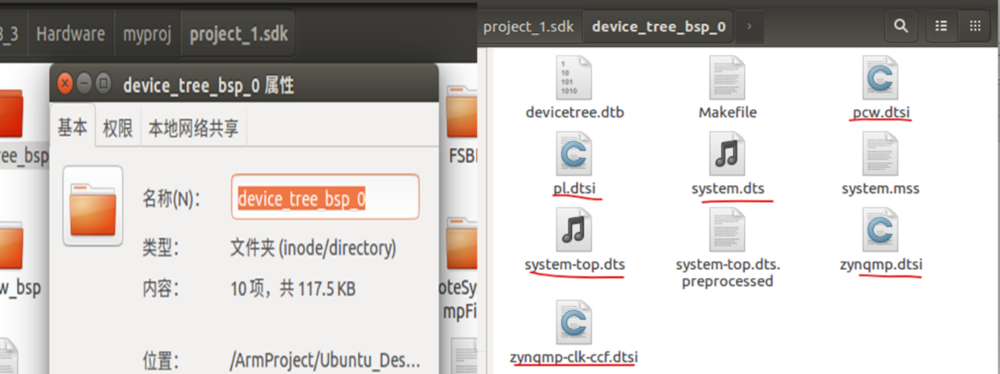 3_3 Hardware myproj project_1.sdk
device_tree_bsp_0 属性
基本 权限 本地网络共享
ee_bsp
名称(N)： device_tree_bsp_0
类型： 文件夹 (inode/directory)
内容： 10 项，共 117.5 KB
w_bsp
位置： /ArmProject/Ubuntu_Des...
FSBI
oteSy
mpFi
project_1.sdk device_tree_bsp_0
1
10
101
1010
devicetree.dtb Makefile pcw.dtsi
pl.dtsi system.dts system.mss
system-top.dts system-top.dts. zynqmp.dtsi
preprocessed
zynqmp-clk-ccf.dtsi